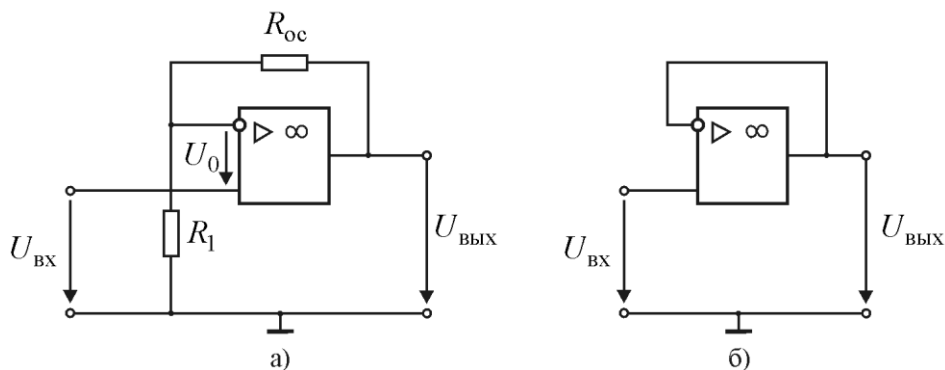 R_ос
▷ ∞
U_0
R_1
U_вх
U_вых
а)
▷ ∞
U_вх
U_вых
б)